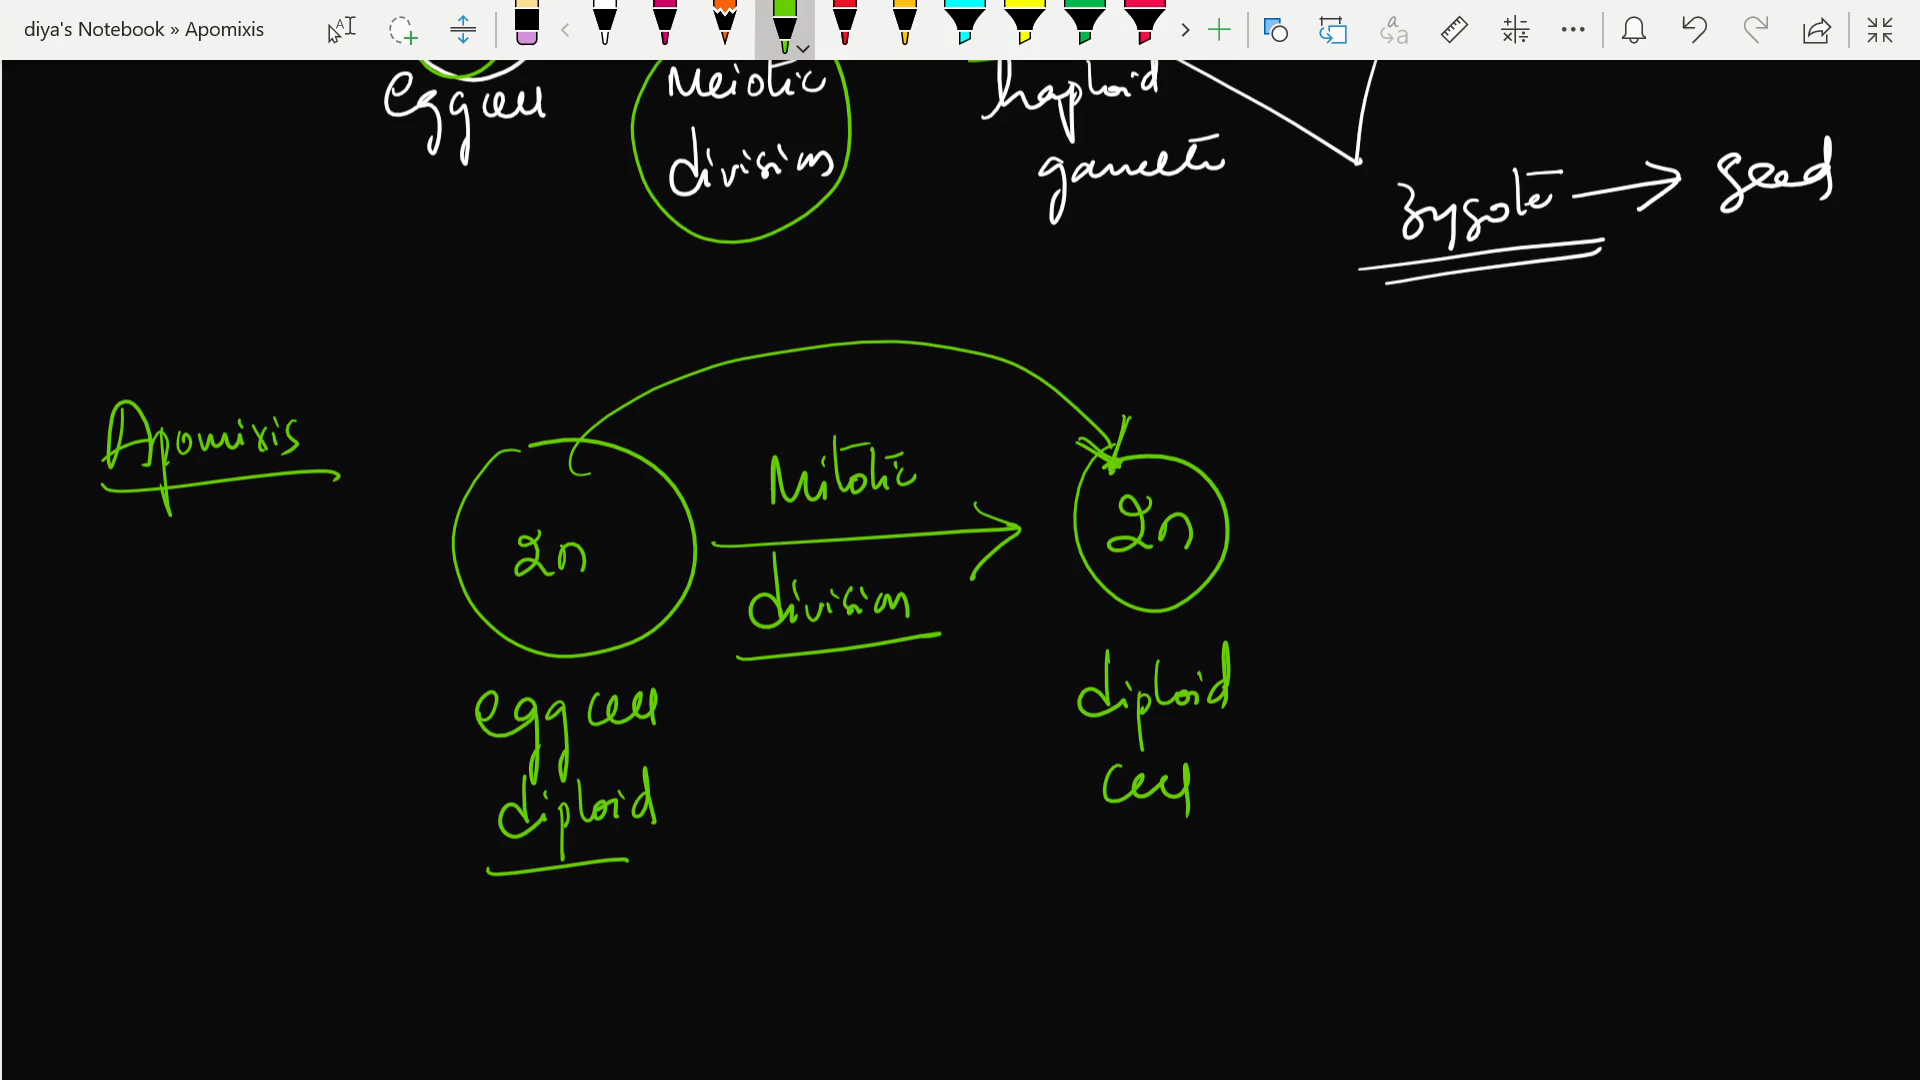 diya's Notebook » Apomixis
egg cell
Meiotic
division
haploid
gamete
Zygote → seed
Apomixis
2n
Mitotic
division
2n
egg cell
diploid
diploid
cell